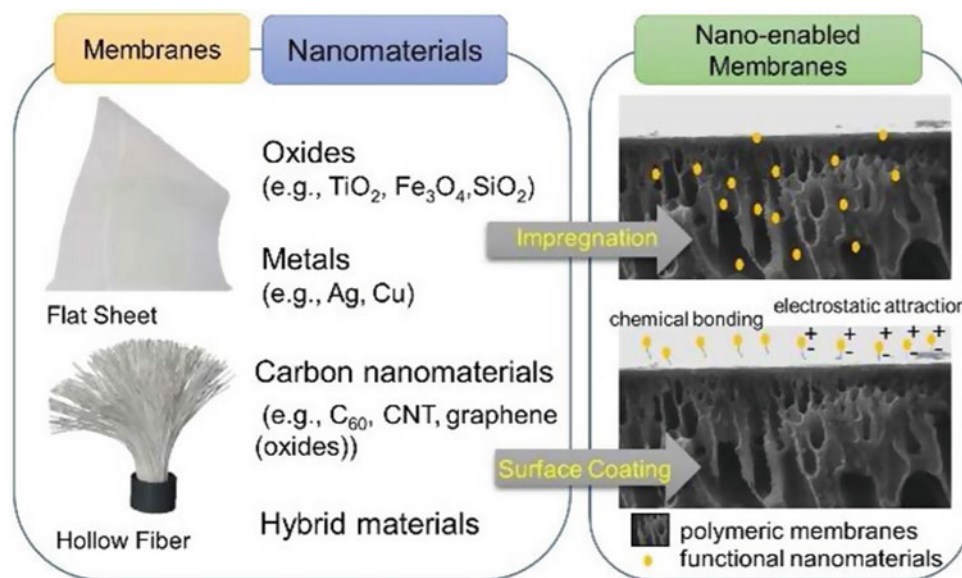 Membranes
Nanomaterials
Nano-enabled
Membranes
Oxides
(e.g., TiO₂, Fe₃O₄,SiO₂)
Metals
(e.g., Ag, Cu)
Flat Sheet
Carbon nanomaterials
(e.g., C₆₀, CNT, graphene
(oxides))
Hybrid materials
Hollow Fiber
Impregnation
chemical bonding
electrostatic attraction
+ + + + +
- - - - -
Surface Coating
polymeric membranes
functional nanomaterials